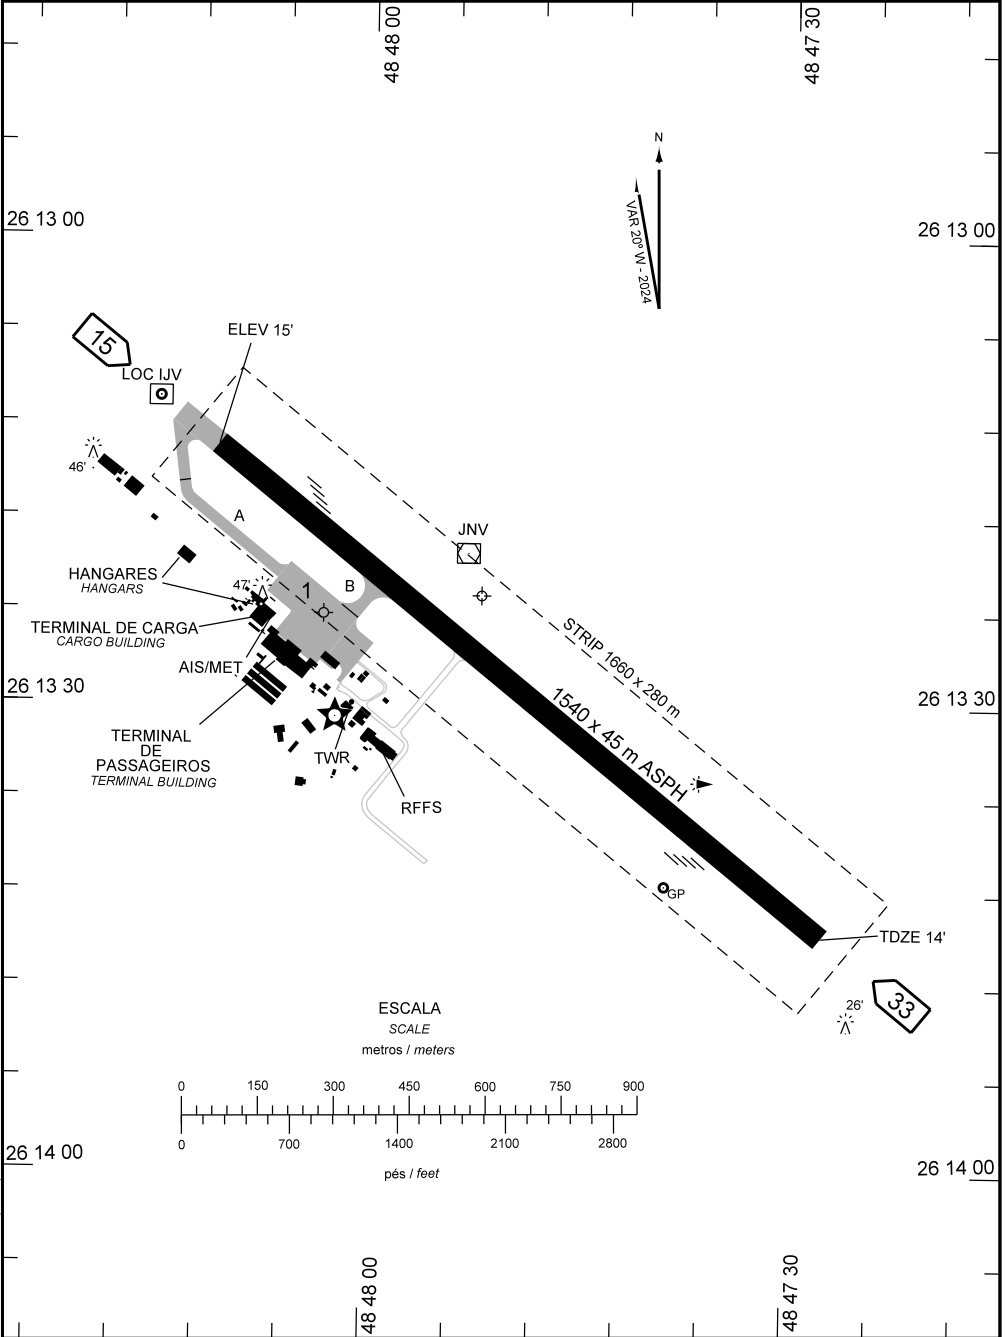 48 48 00
48 47 30
N
VAR 20º W - 2024
26 13 00
26 13 00
15
ELEV 15'
LOC IJV
46'
A
JNV
HANGARES
HANGARS
47'
1
B
TERMINAL DE CARGA
CARGO BUILDING
STRIP 1660 x 280 m
AIS/MET
26 13 30
26 13 30
1540 x 45 m ASPH
TERMINAL
DE
PASSAGEIROS
TERMINAL BUILDING
TWR
RFFS
GP
TDZE 14'
33
26'
ESCALA
SCALE
metros / meters
0 150 300 450 600 750 900
0 700 1400 2100 2800
pés / feet
26 14 00
26 14 00
48 48 00
48 47 30